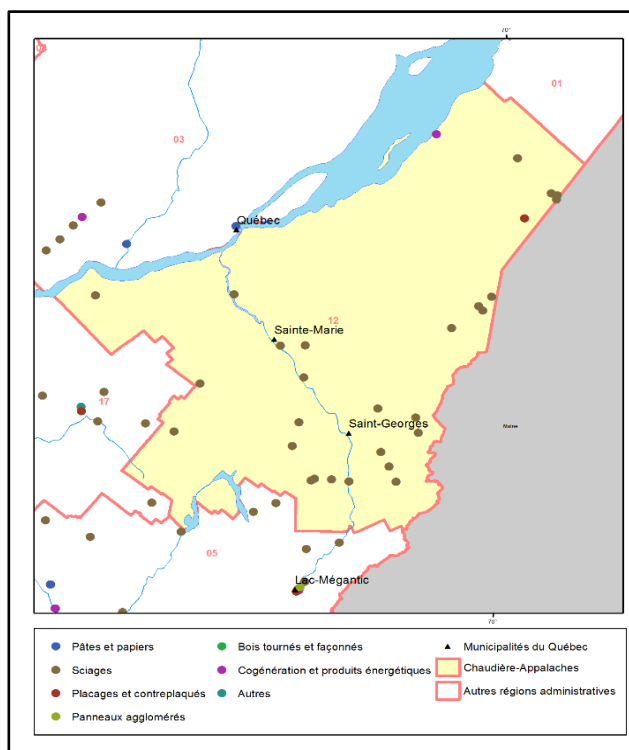 70°
01
03
Québec
12
Sainte-Marie
17
Saint-Georges
Maine
05
Lac-Mégantic
70°
Pâtes et papiers
Sciages
Placages et contreplaqués
Panneaux agglomérés
Bois tournés et façonnés
Cogénération et produits énergétiques
Autres
Municipalités du Québec
Chaudière-Appalaches
Autres régions administratives